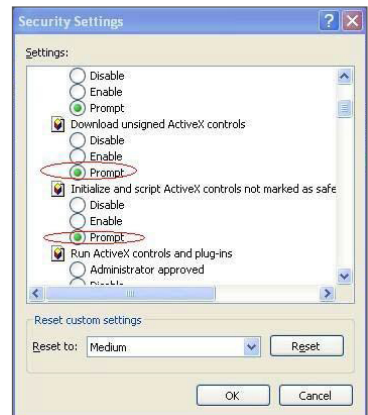 Security Settings
Settings:
Disable
Enable
Prompt
Download unsigned ActiveX controls
Disable
Enable
Prompt
Initialize and script ActiveX controls not marked as safe
Disable
Enable
Prompt
Run ActiveX controls and plug-ins
Administrator approved
Disable
Reset custom settings
Reset to: Medium Reset
OK Cancel